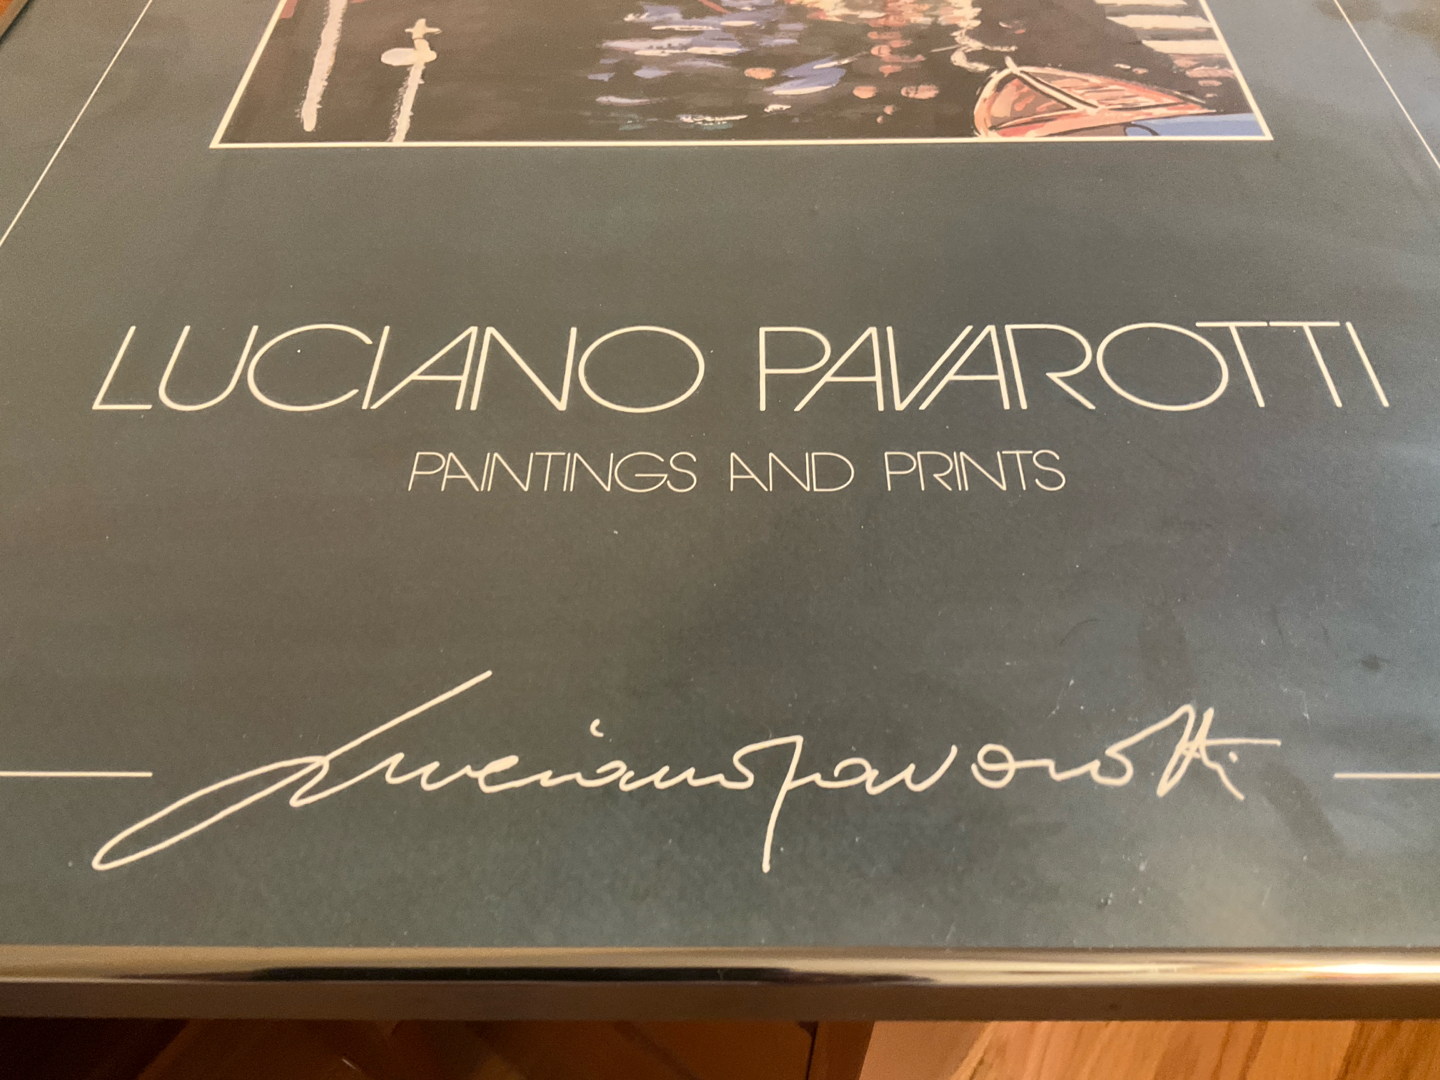 LUCIANO PAVAROTTI
PAINTINGS AND PRINTS
Luciano Pavarotti